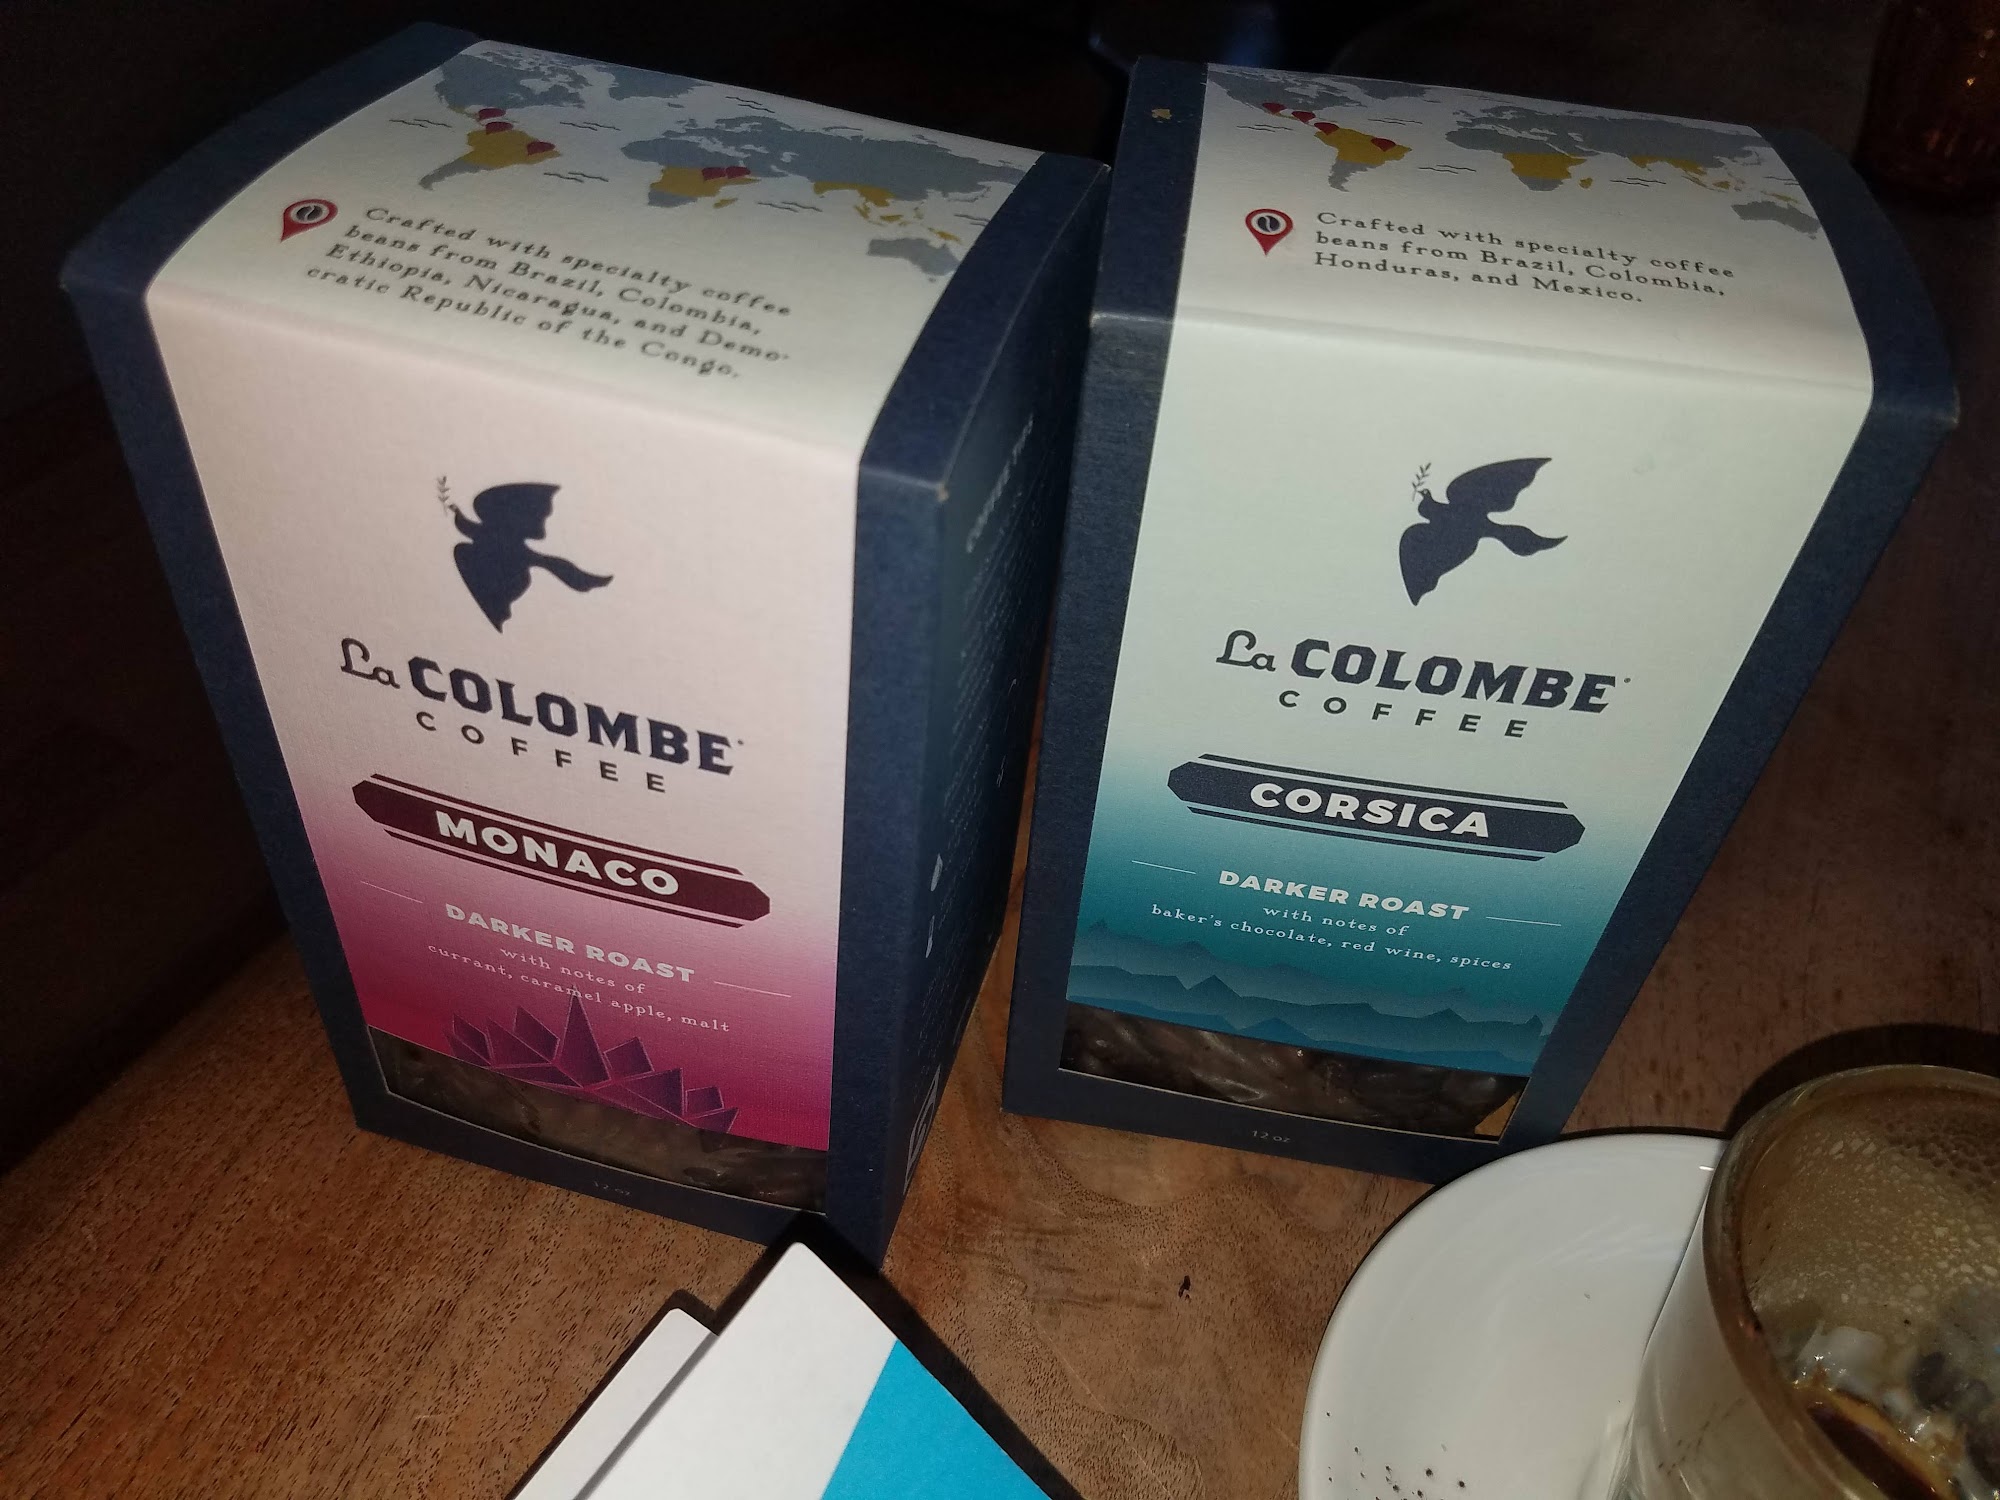 Crafted with specialty coffee
beans from Brazil, Colombia,
Ethiopia, Nicaragua, and Demo-
cratic Republic of the Congo.
La COLOMBE
COFFEE
MONACO
DARKER ROAST
with notes of
currant, caramel apple, malt
12 oz
Crafted with specialty coffee
beans from Brazil, Colombia,
Honduras, and Mexico.
La COLOMBE
COFFEE
CORSICA
DARKER ROAST
with notes of
baker's chocolate, red wine, spices
12 oz